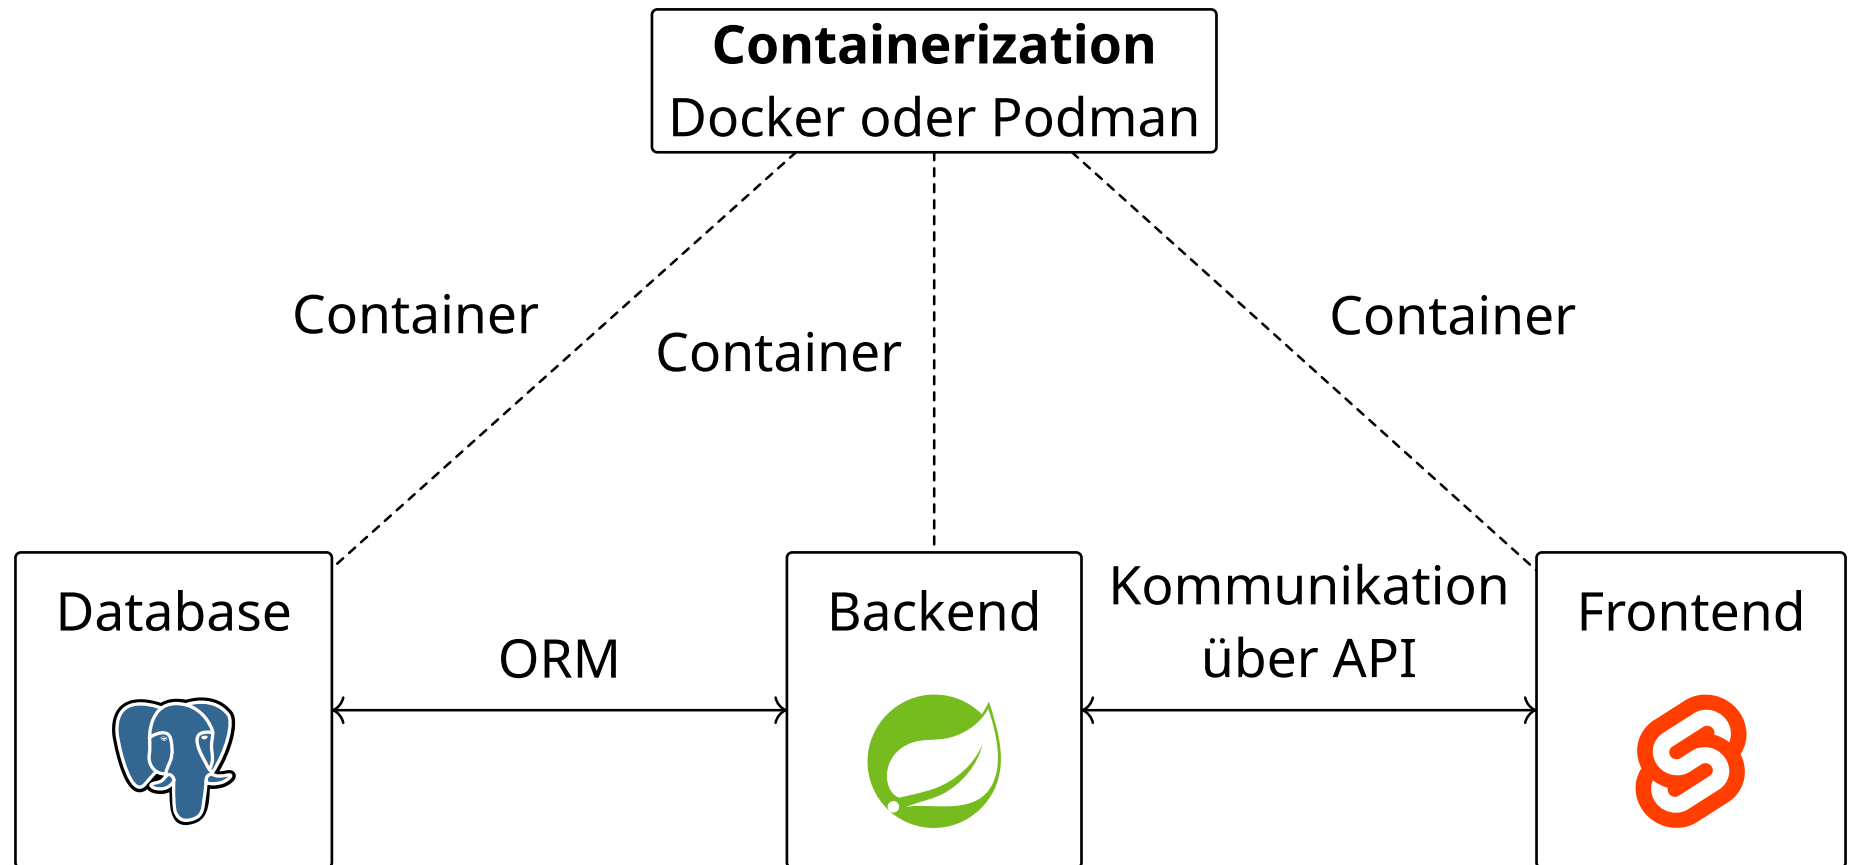 Containerization
Docker oder Podman
Container
Container
Container
Database
ORM
Backend
Kommunikation
über API
Frontend